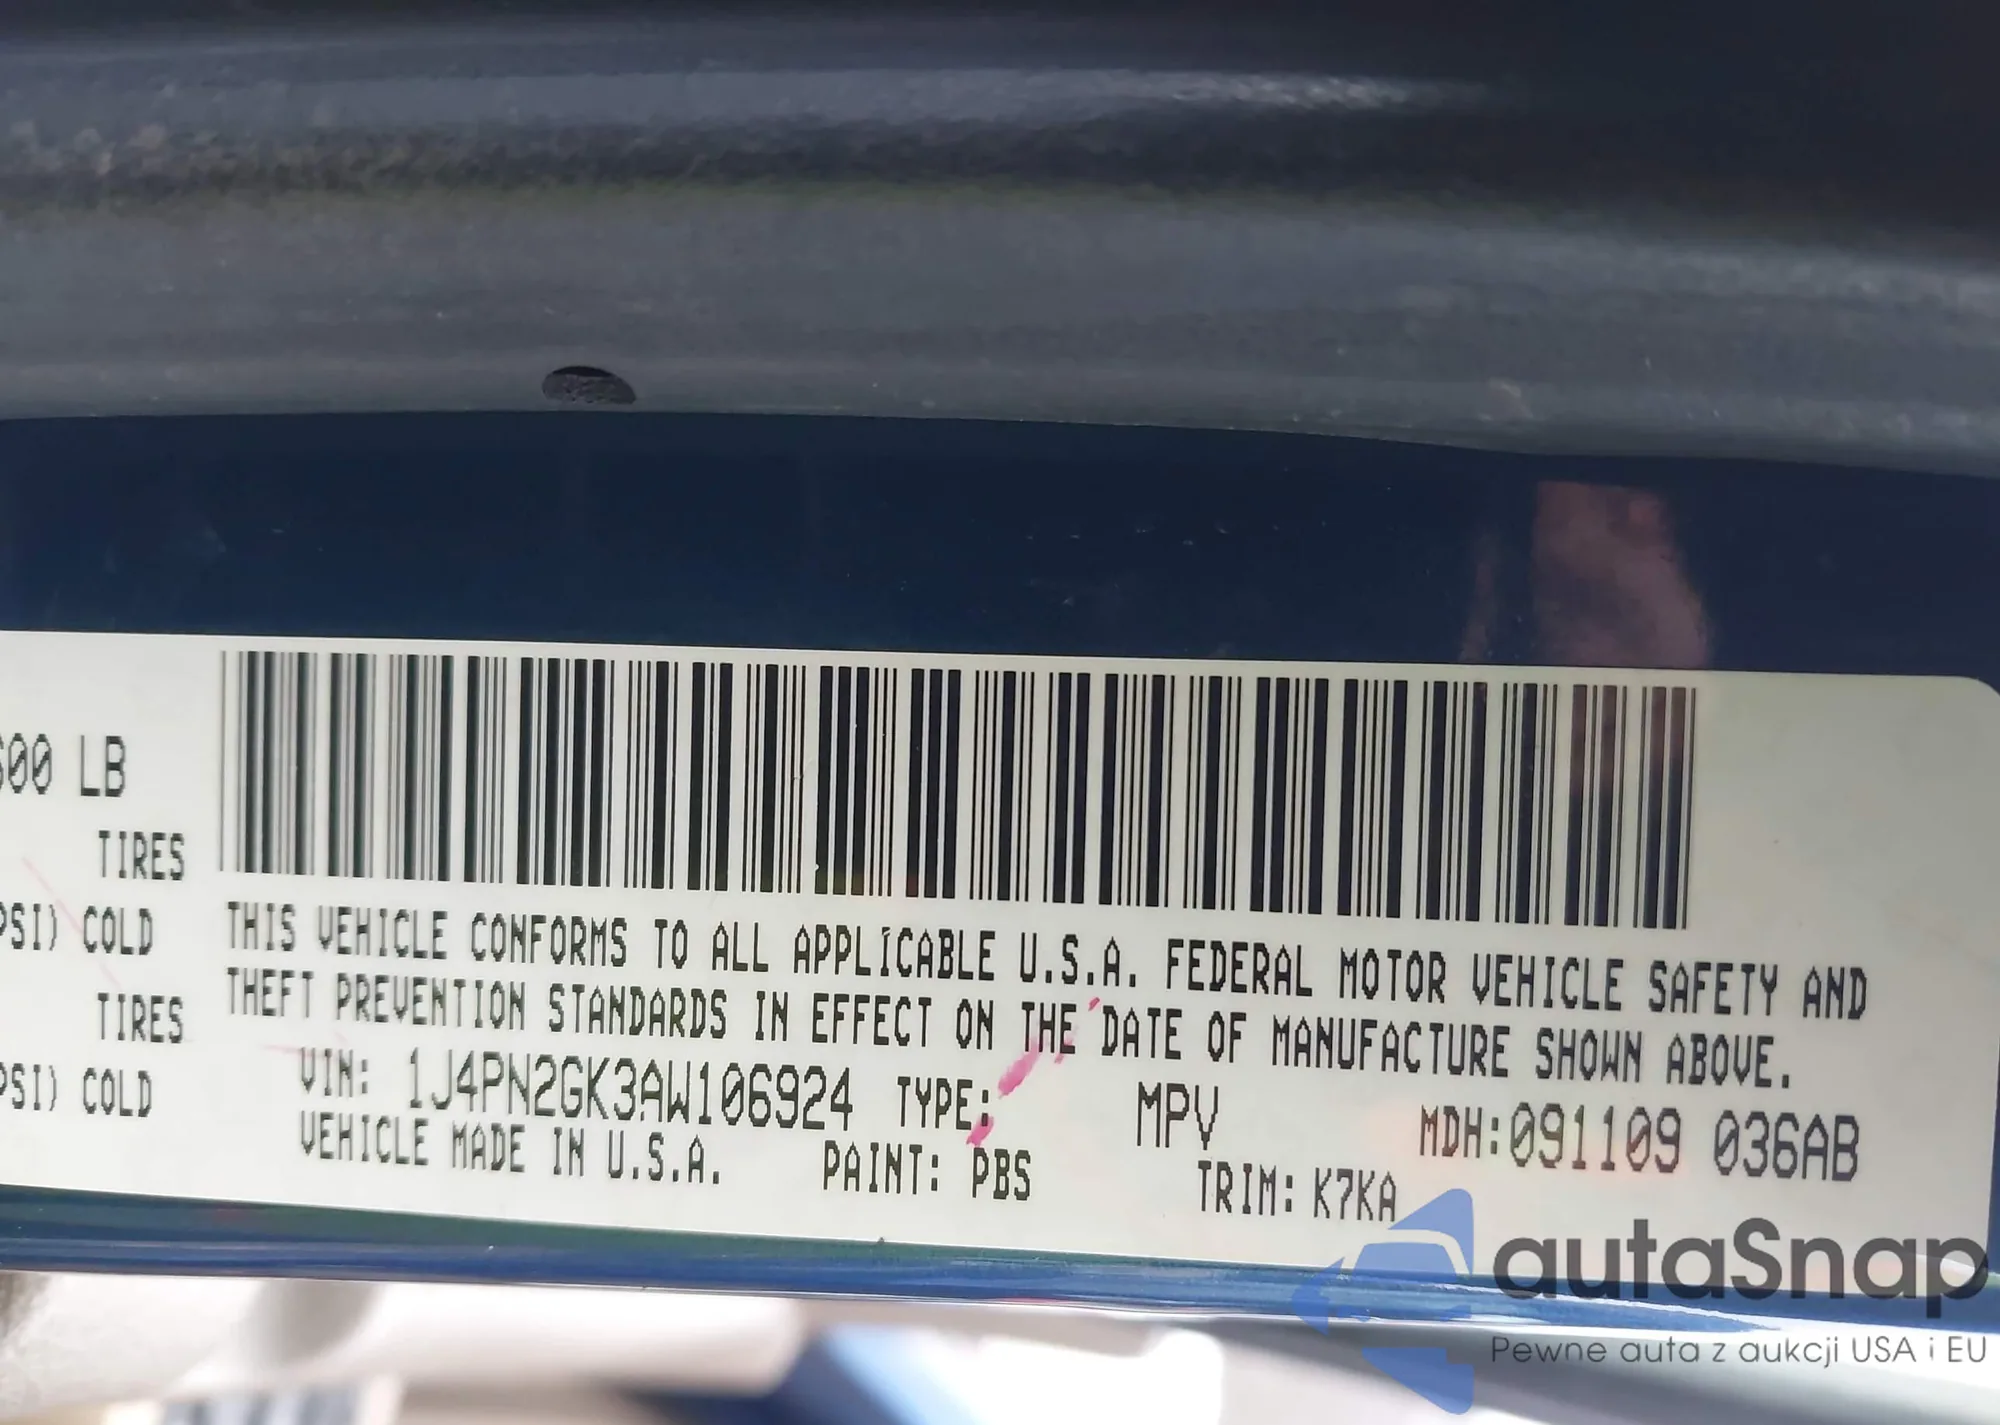 600 LB
TIRES
PSI) COLD
TIRES
PSI) COLD
THIS VEHICLE CONFORMS TO ALL APPLICABLE U.S.A. FEDERAL MOTOR VEHICLE SAFETY AND
THEFT PREVENTION STANDARDS IN EFFECT ON THE DATE OF MANUFACTURE SHOWN ABOVE.
VIN: 1J4PN2GK3AW106924 TYPE: MPV MDH:091109 036AB
VEHICLE MADE IN U.S.A. PAINT: PBS TRIM: K7KA
autaSnap
Pewne auta z aukcji USA i EU